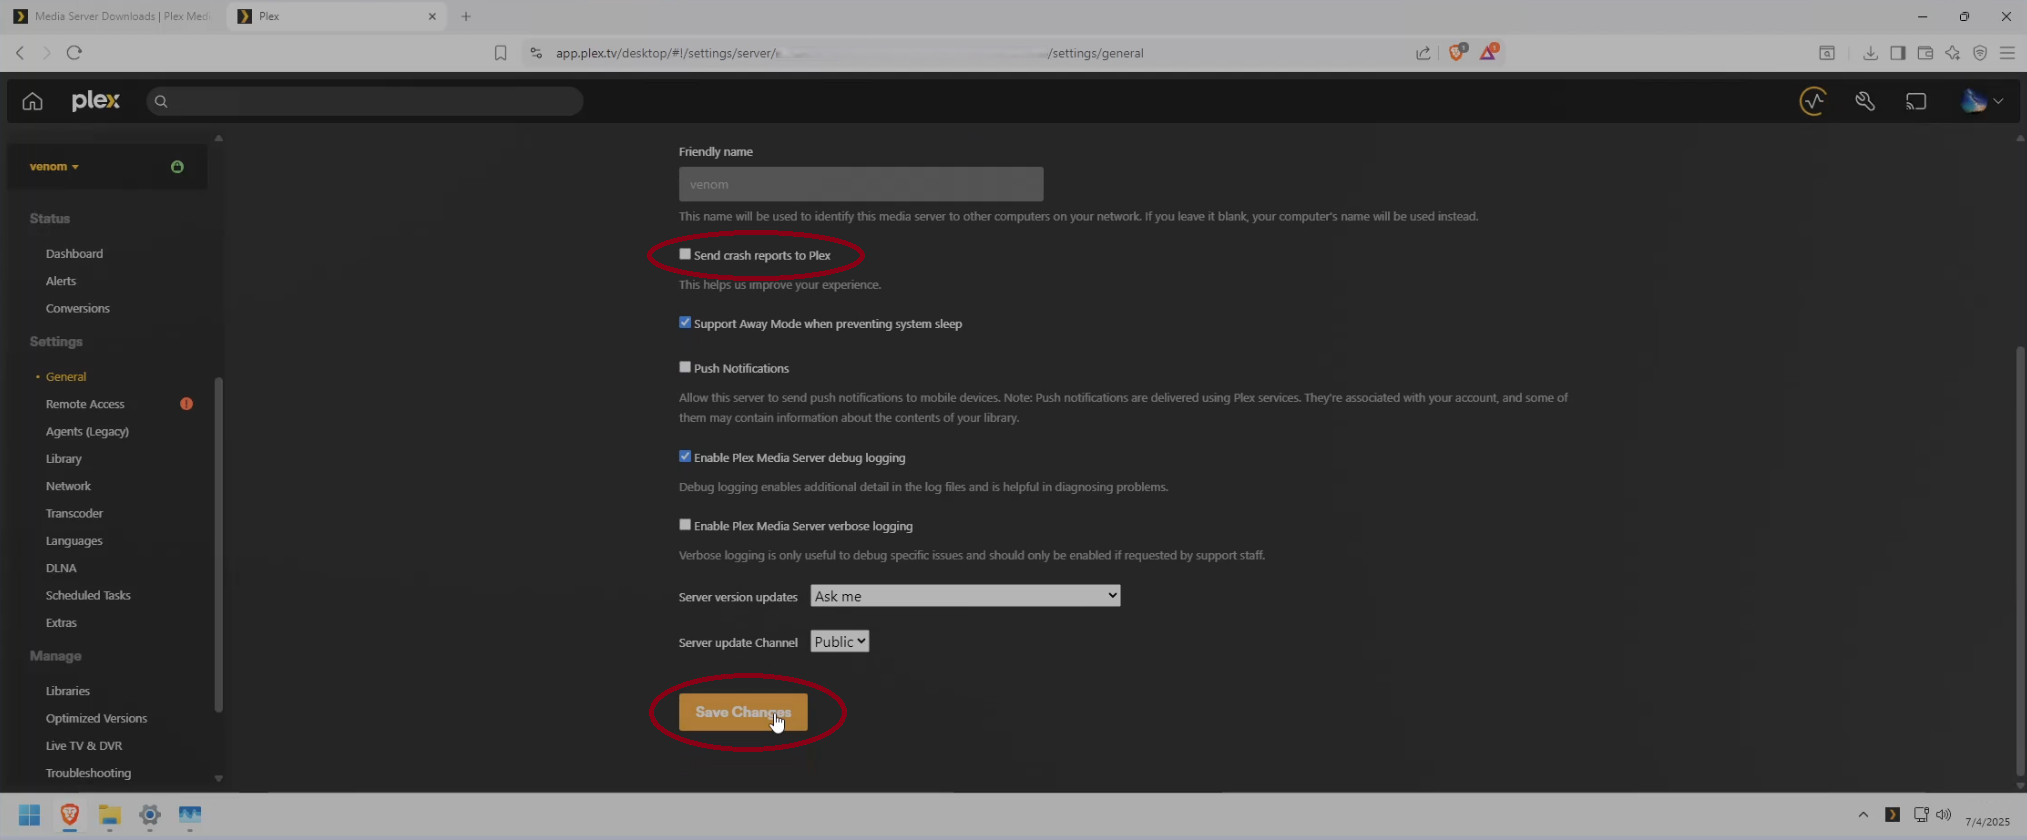 Media Server Downloads | Plex Medi
Plex
app.plex.tv/desktop/#!/settings/server/
/settings/general
plex
venom
Status
Dashboard
Alerts
Conversions
Settings
General
Remote Access
Agents (Legacy)
Library
Network
Transcoder
Languages
DLNA
Scheduled Tasks
Extras
Manage
Libraries
Optimized Versions
Live TV & DVR
Troubleshooting
Friendly name
venom
This name will be used to identify this media server to other computers on your network. If you leave it blank, your computer's name will be used instead.
Send crash reports to Plex
This helps us improve your experience.
Support Away Mode when preventing system sleep
Push Notifications
Allow this server to send push notifications to mobile devices. Note: Push notifications are delivered using Plex services. They're associated with your account, and some of
them may contain information about the contents of your library.
Enable Plex Media Server debug logging
Debug logging enables additional detail in the log files and is helpful in diagnosing problems.
Enable Plex Media Server verbose logging
Verbose logging is only useful to debug specific issues and should only be enabled if requested by support staff.
Server version updates Ask me
Server update Channel Public
Save Changes
7/4/2025